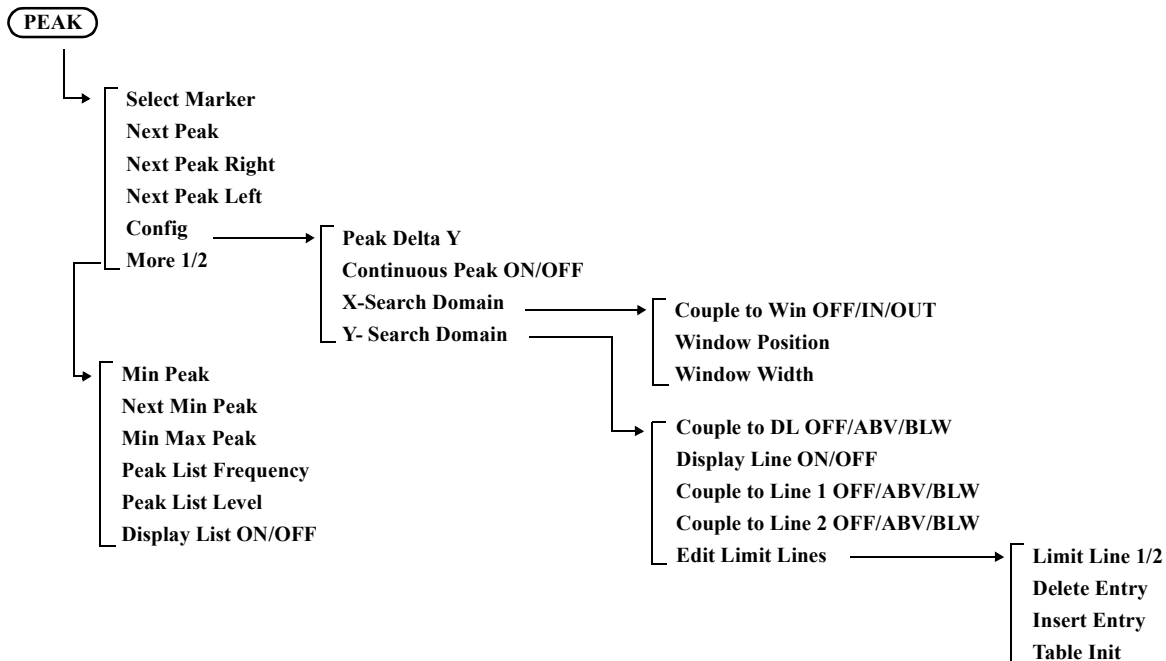 PEAK
Select Marker
Next Peak
Next Peak Right
Next Peak Left
Config
More 1/2
Peak Delta Y
Continuous Peak ON/OFF
X-Search Domain
Y- Search Domain
Couple to Win OFF/IN/OUT
Window Position
Window Width
Min Peak
Next Min Peak
Min Max Peak
Peak List Frequency
Peak List Level
Display List ON/OFF
Couple to DL OFF/ABV/BLW
Display Line ON/OFF
Couple to Line 1 OFF/ABV/BLW
Couple to Line 2 OFF/ABV/BLW
Edit Limit Lines
Limit Line 1/2
Delete Entry
Insert Entry
Table Init